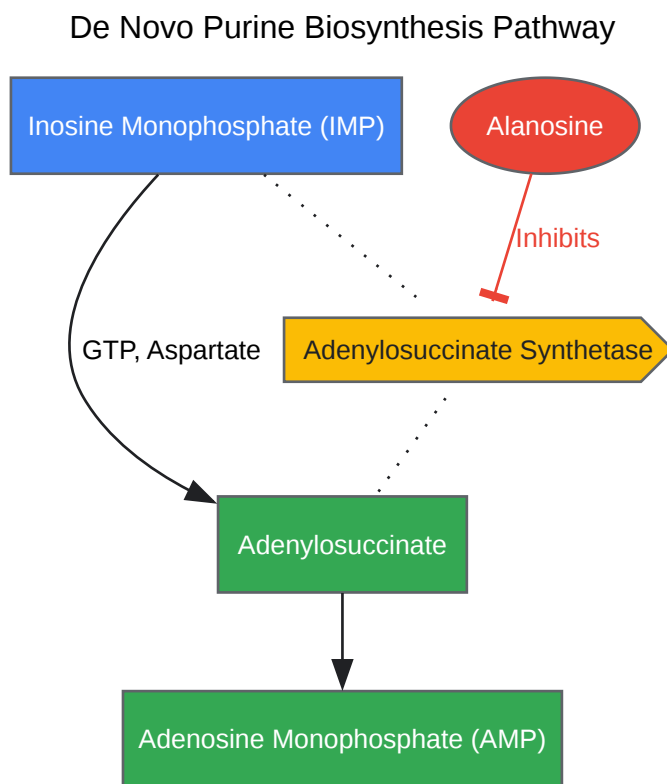 De Novo Purine Biosynthesis Pathway
Inosine Monophosphate (IMP)
Alanosine
Inhibits
GTP, Aspartate
Adenylosuccinate Synthetase
Adenylosuccinate
Adenosine Monophosphate (AMP)